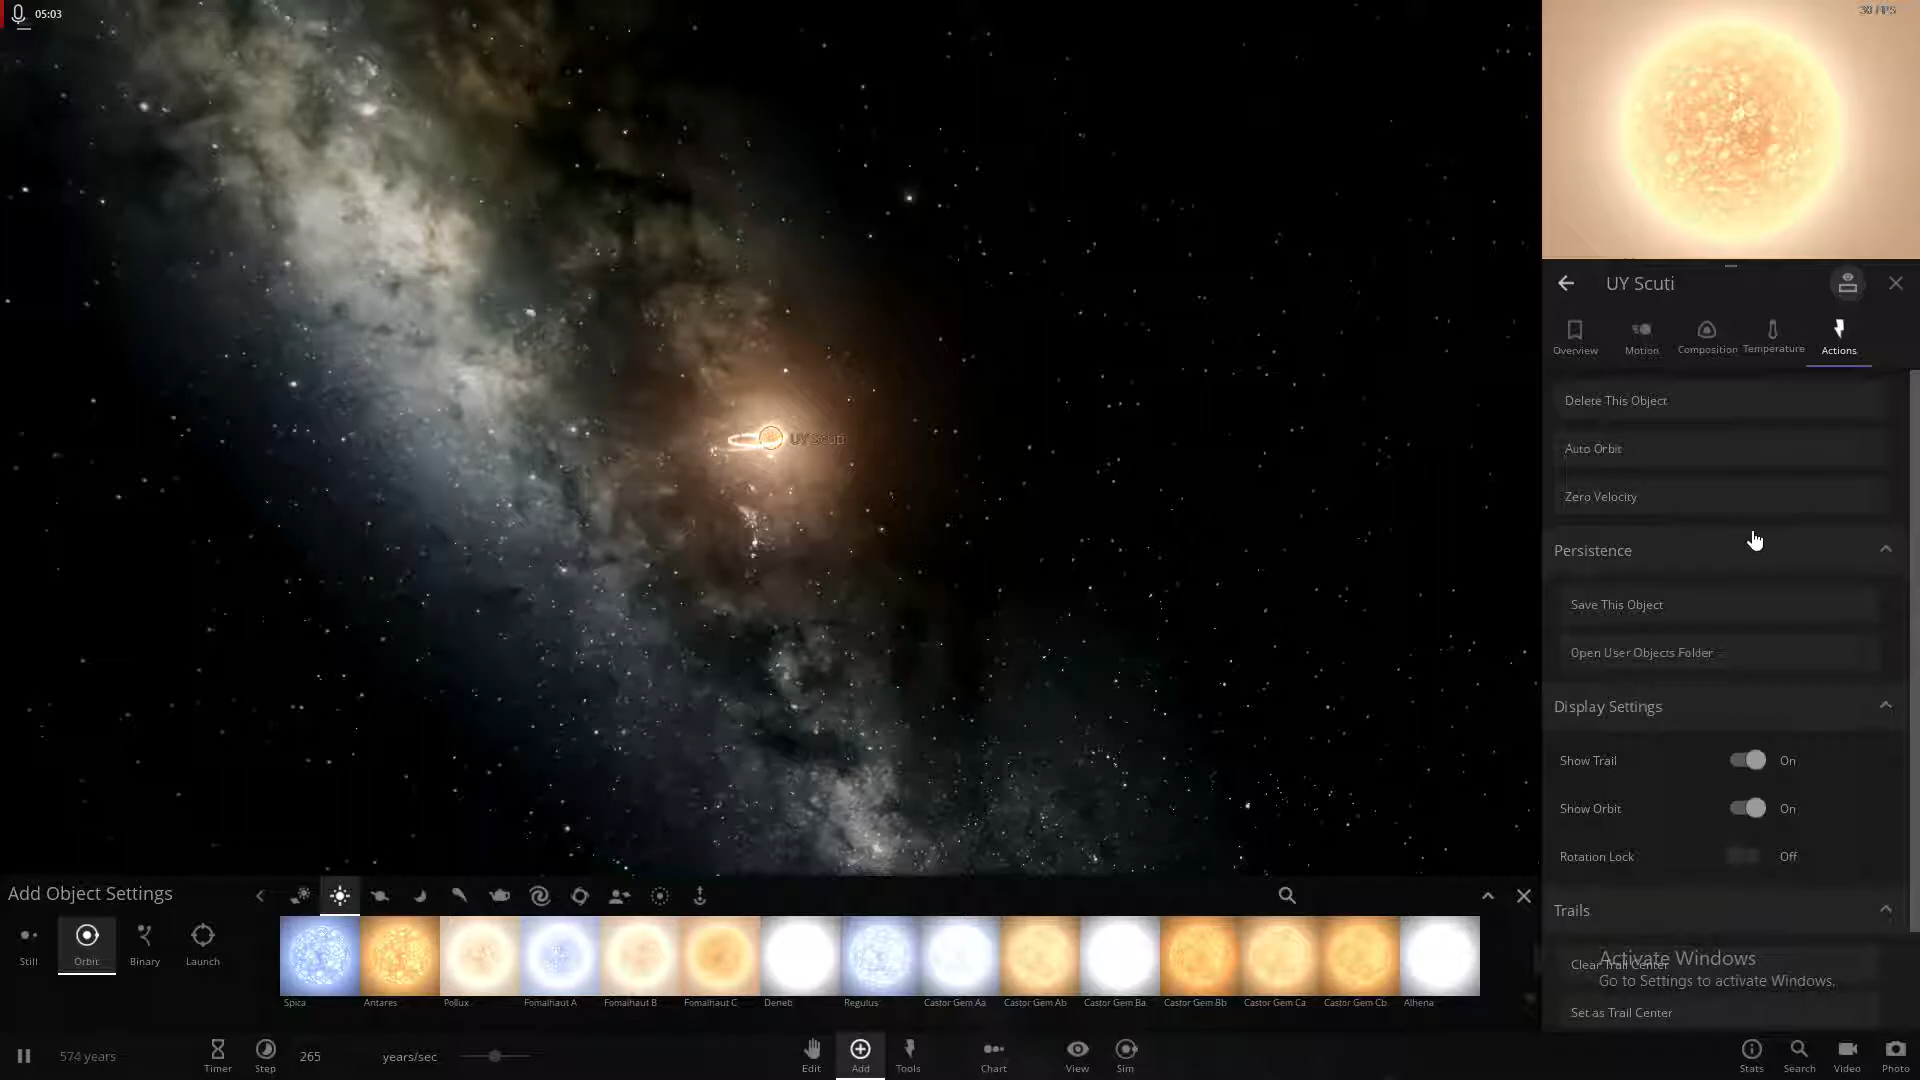 05:03
UY Scuti
Overview
Motion
Composition
Temperature
Actions
Delete This Object
Auto Orbit
UY Scuti
Zero Velocity
Persistence
Save This Object
Open User Objects Folder
Display Settings
Show Trail On
Show Orbit On
Rotation Lock Off
Trails
Clear Trail Center
Activate Windows
Go to Settings to activate Windows.
Set as Trail Center
Add Object Settings
Still
Orbit
Binary
Launch
Spica
Antares
Pollux
Fomalhaut A
Fomalhaut B
Fomalhaut C
Deneb
Regulus
Castor Gem Aa
Castor Gem Ab
Castor Gem Ba
Castor Gem Bb
Castor Gem Ca
Castor Gem Cb
Alhena
574 years
Timer
Step
265
years/sec
Edit
Add
Tools
Chart
View
Sim
Stats
Search
Video
Photo